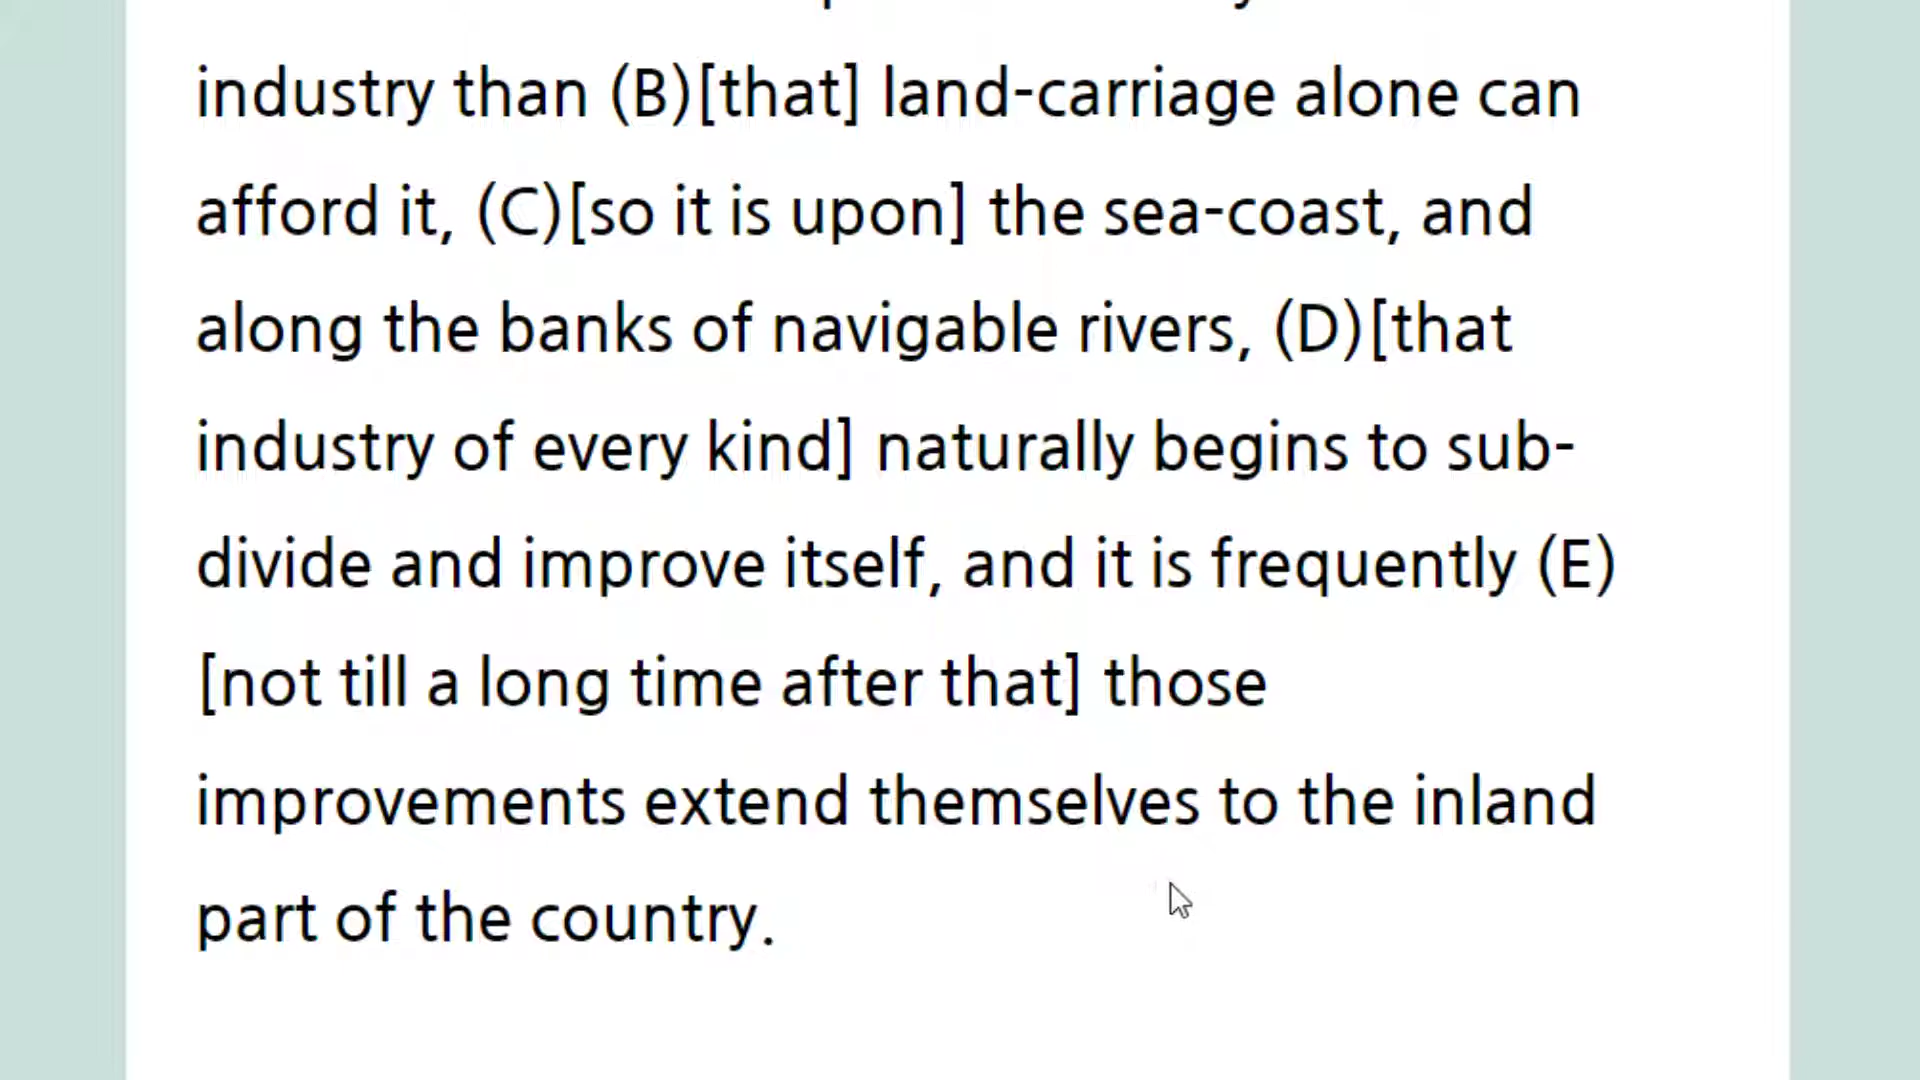 industry than (B)[that] land-carriage alone can
afford it, (C)[so it is upon] the sea-coast, and
along the banks of navigable rivers, (D)[that
industry of every kind] naturally begins to sub-
divide and improve itself, and it is frequently (E)
[not till a long time after that] those
improvements extend themselves to the inland
part of the country.